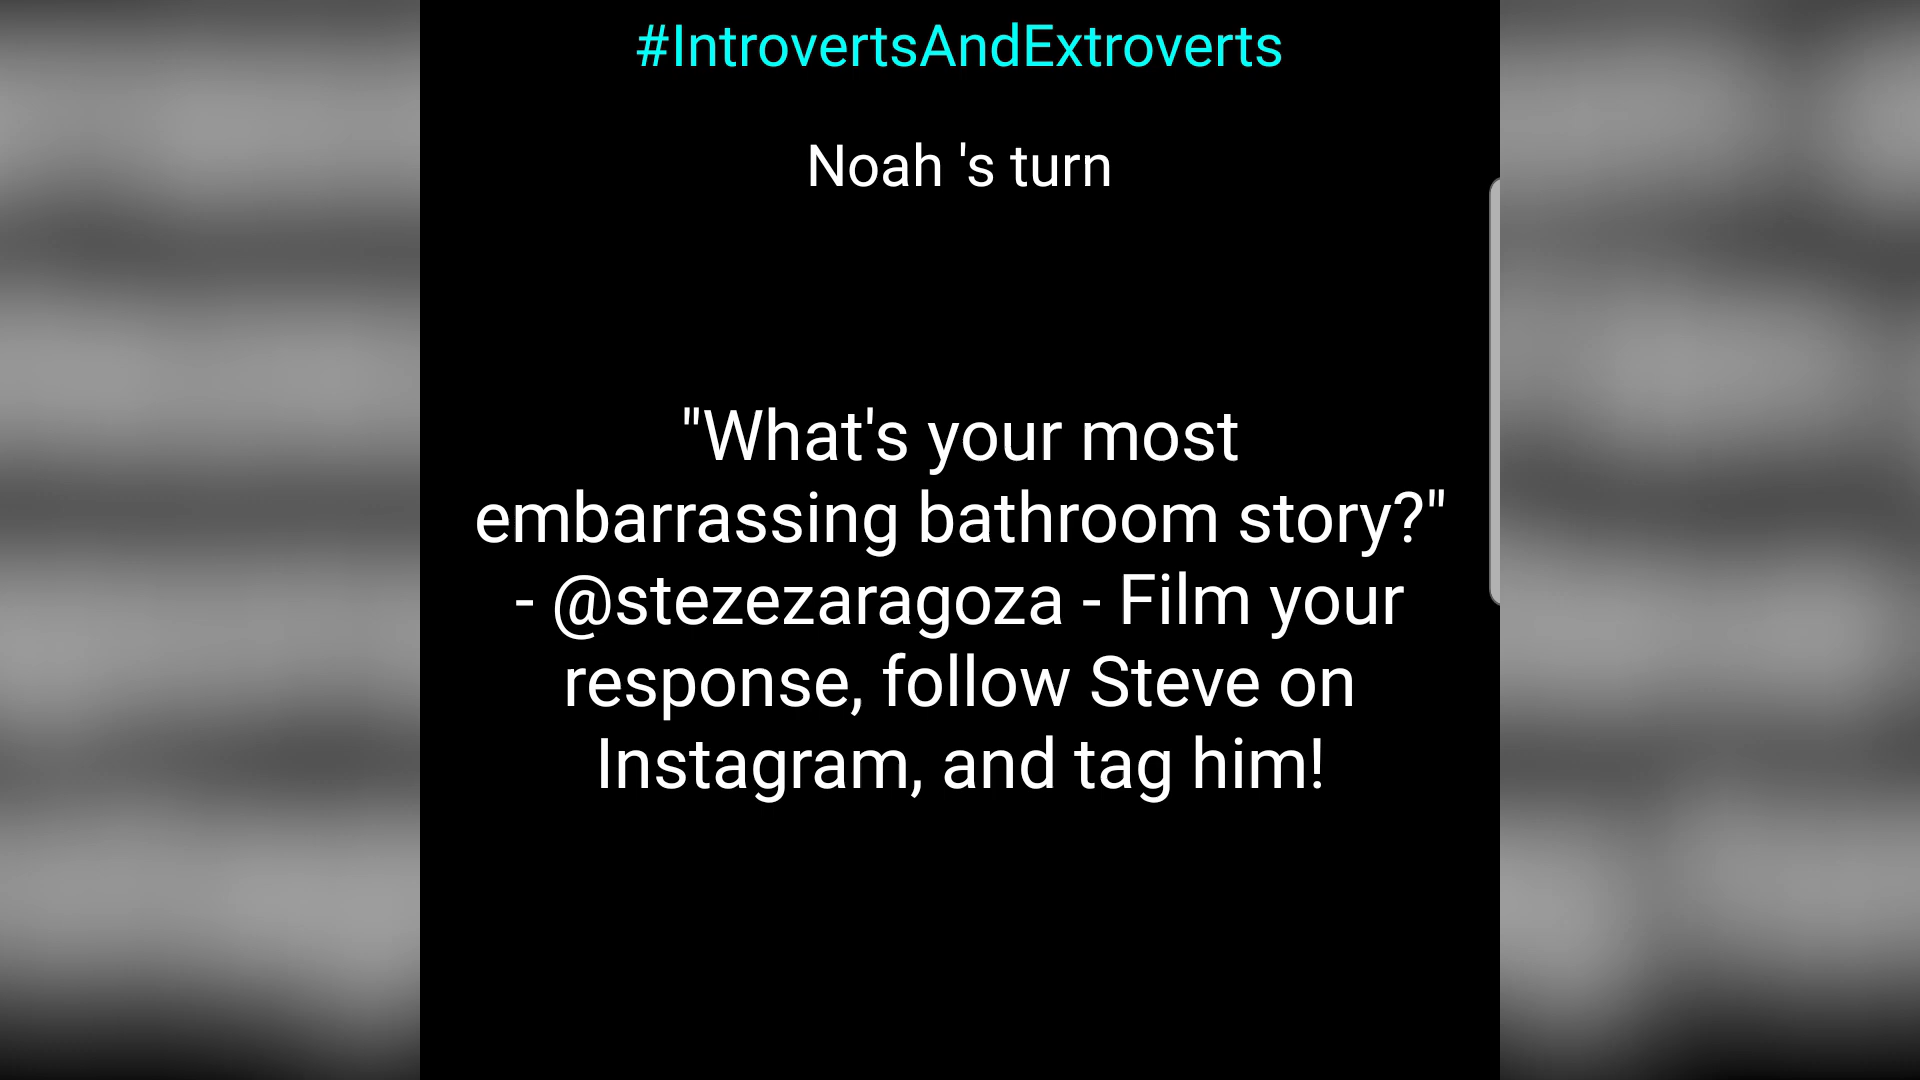 #IntrovertsAndExtroverts
Noah 's turn
"What's your most
embarrassing bathroom story?"
- @stezezaragoza - Film your
response, follow Steve on
Instagram, and tag him!